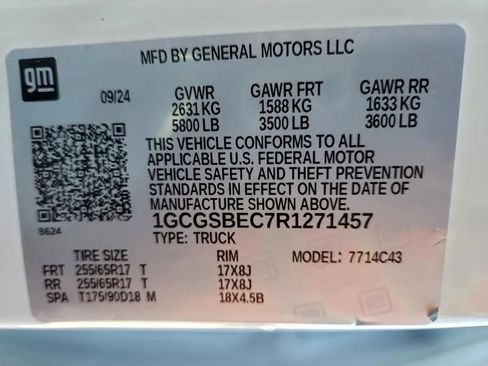 gm
MFD BY GENERAL MOTORS LLC
09/24 GVWR GAWR FRT GAWR RR
2631 KG 1588 KG 1633 KG
5800 LB 3500 LB 3600 LB
THIS VEHICLE CONFORMS TO ALL
APPLICABLE U.S. FEDERAL MOTOR
VEHICLE SAFETY AND THEFT PREVENTION
STANDARDS IN EFFECT ON THE DATE OF
MANUFACTURE SHOWN ABOVE.
8624
1GCGSBEC7R1271457
TYPE: TRUCK
TIRE SIZE RIM MODEL: 7714C43
FRT 255/65R17 T 17X8J
RR 255/65R17 T 17X8J
SPA T175/90D18 M 18X4.5B